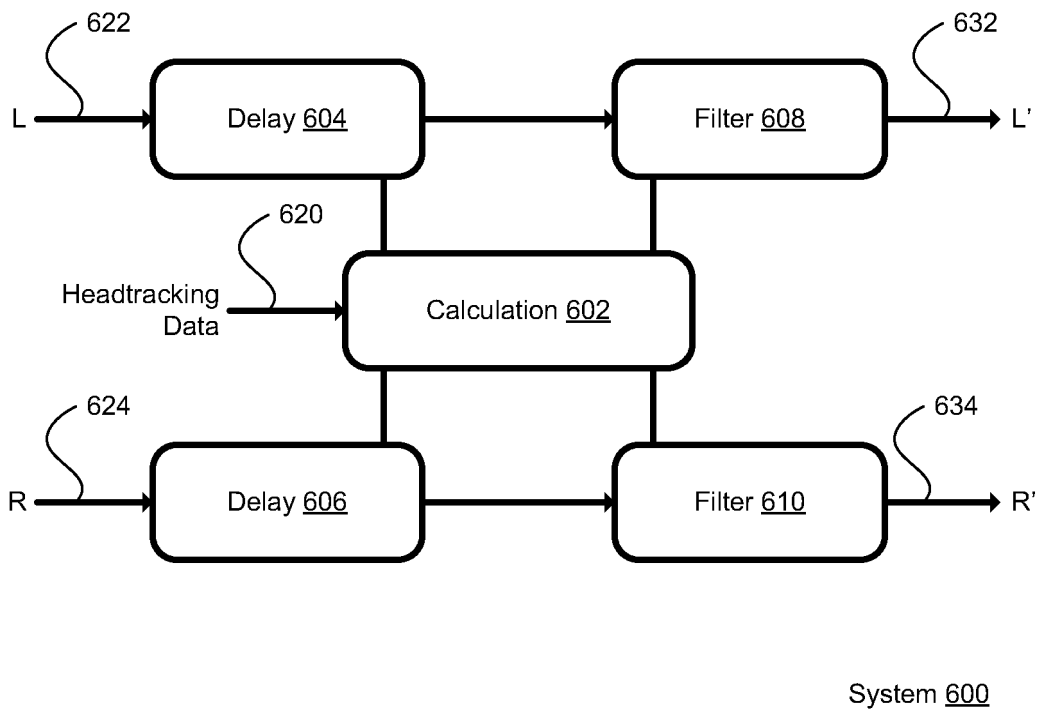 622
632
L
Delay 604
Filter 608
L'
620
Headtracking
Data
Calculation 602
624
634
R
Delay 606
Filter 610
R'
System 600